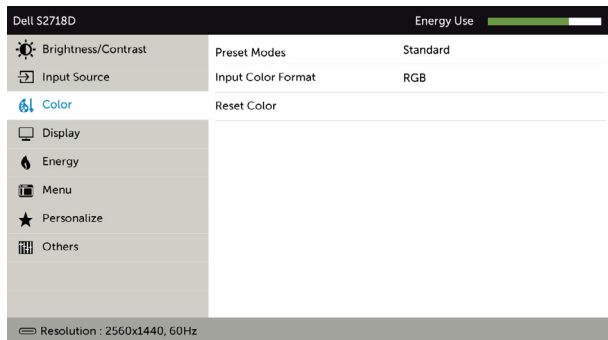 Dell S2718D Energy Use
Brightness/Contrast
Input Source
Color
Display
Energy
Menu
Personalize
Others
Preset Modes Standard
Input Color Format RGB
Reset Color
Resolution : 2560x1440, 60Hz